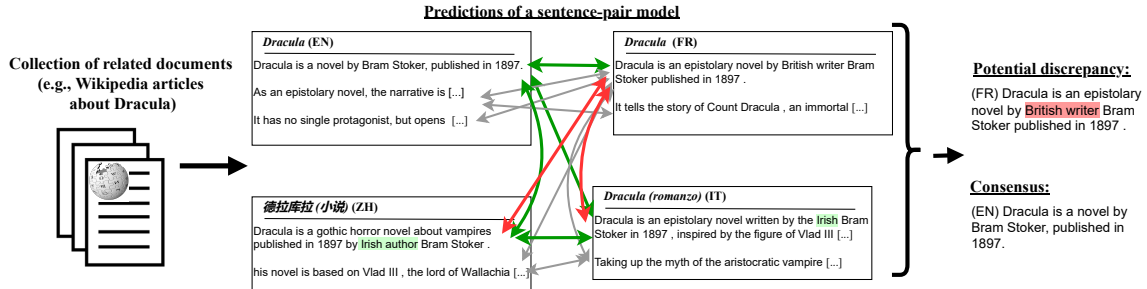 Predictions of a sentence-pair model
Collection of related documents
(e.g., Wikipedia articles
about Dracula)
Dracula (EN)
Dracula is a novel by Bram Stoker, published in 1897.
As an epistolary novel, the narrative is [...]
It has no single protagonist, but opens [...]
Dracula (FR)
Dracula is an epistolary novel by British writer Bram
Stoker published in 1897 .
It tells the story of Count Dracula , an immortal [...]
德拉库拉 (小说) (ZH)
Dracula is a gothic horror novel about vampires
published in 1897 by Irish author Bram Stoker .
his novel is based on Vlad III , the lord of Wallachia [...]
Dracula (romanzo) (IT)
Dracula is an epistolary novel written by the Irish Bram
Stoker in 1897 , inspired by the figure of Vlad III [...]
Taking up the myth of the aristocratic vampire [...]
Potential discrepancy:
(FR) Dracula is an epistolary
novel by British writer Bram
Stoker published in 1897 .
Consensus:
(EN) Dracula is a novel by
Bram Stoker, published in
1897.